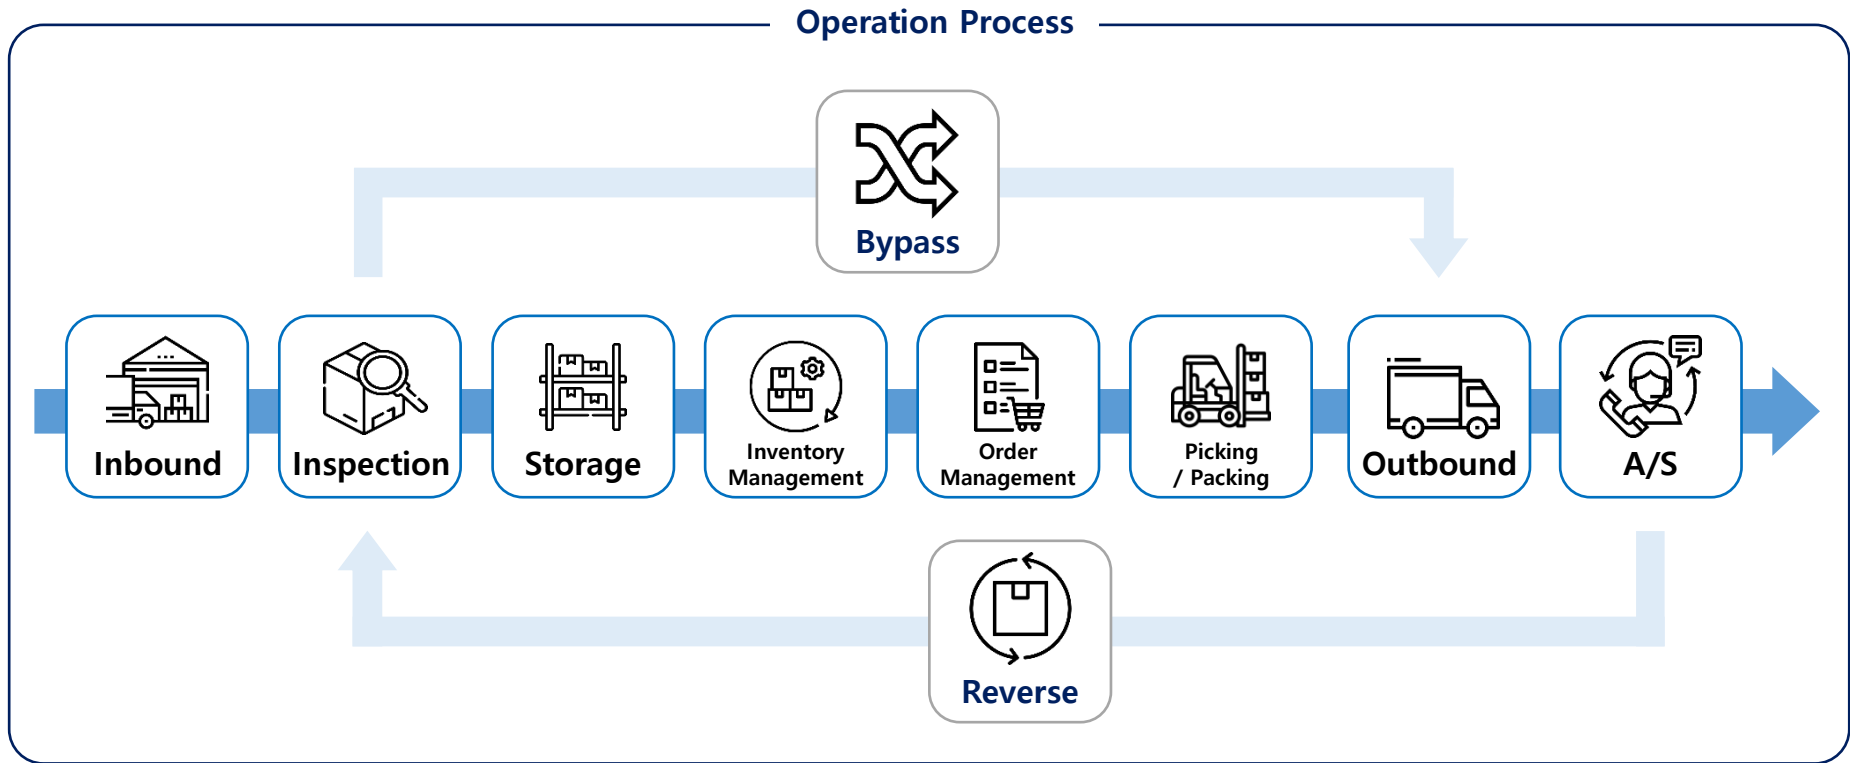 Operation Process
Bypass
Inbound
Inspection
Storage
Inventory
Management
Order
Management
Picking
/ Packing
Outbound
A/S
Reverse